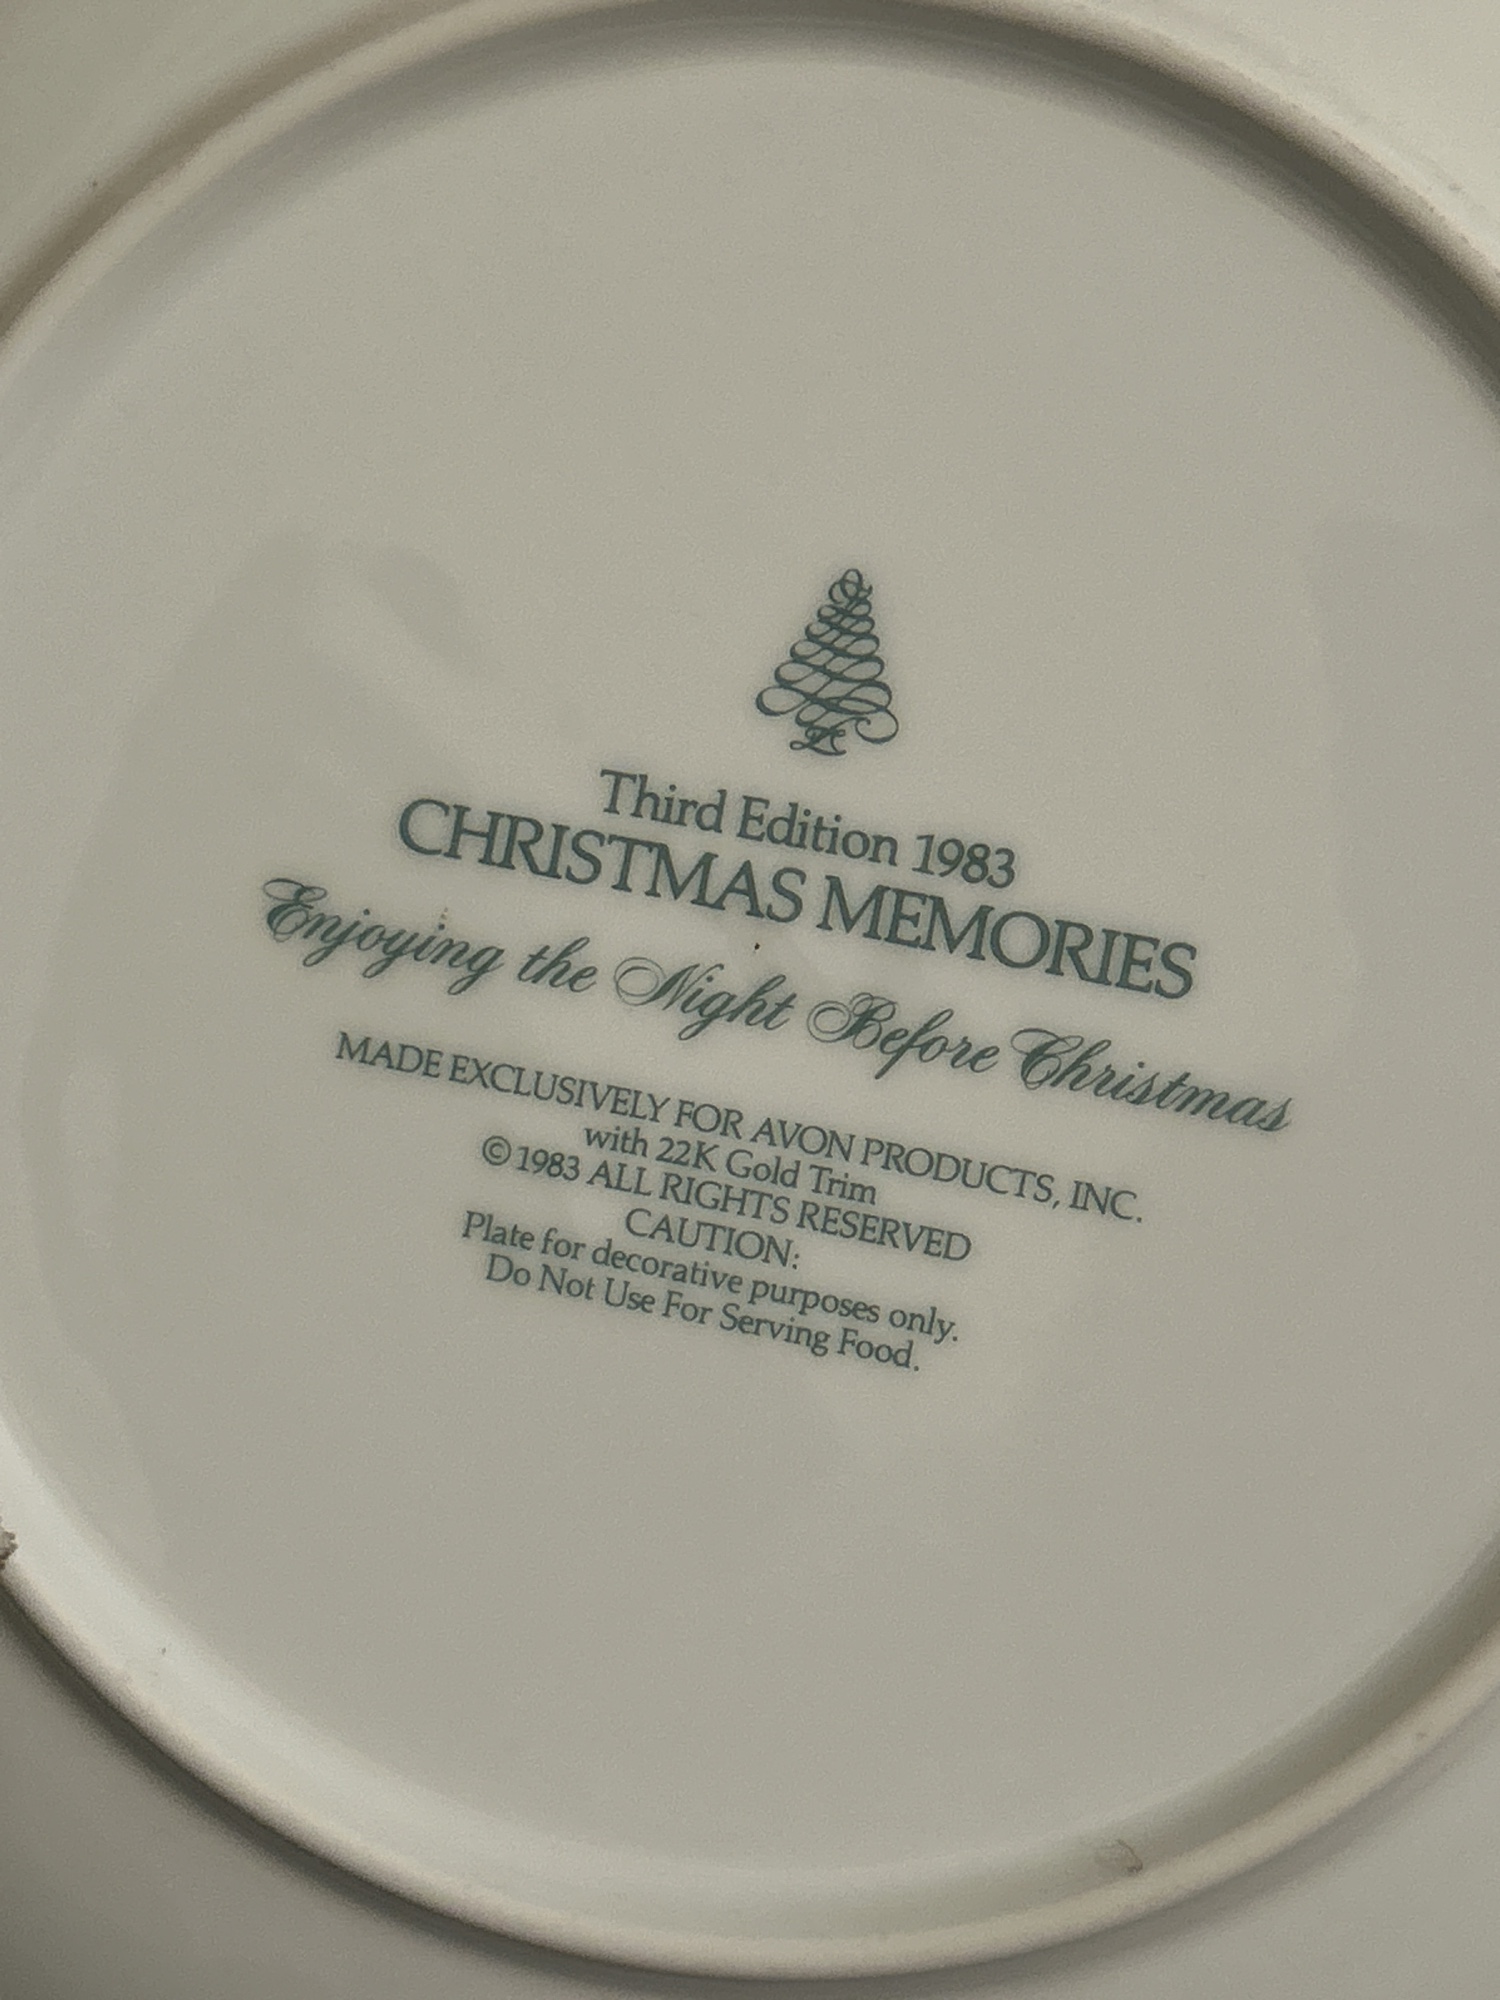 Third Edition 1983
CHRISTMAS MEMORIES
Enjoying the Night Before Christmas
MADE EXCLUSIVELY FOR AVON PRODUCTS, INC.
with 22K Gold Trim
© 1983 ALL RIGHTS RESERVED
CAUTION:
Plate for decorative purposes only.
Do Not Use For Serving Food.